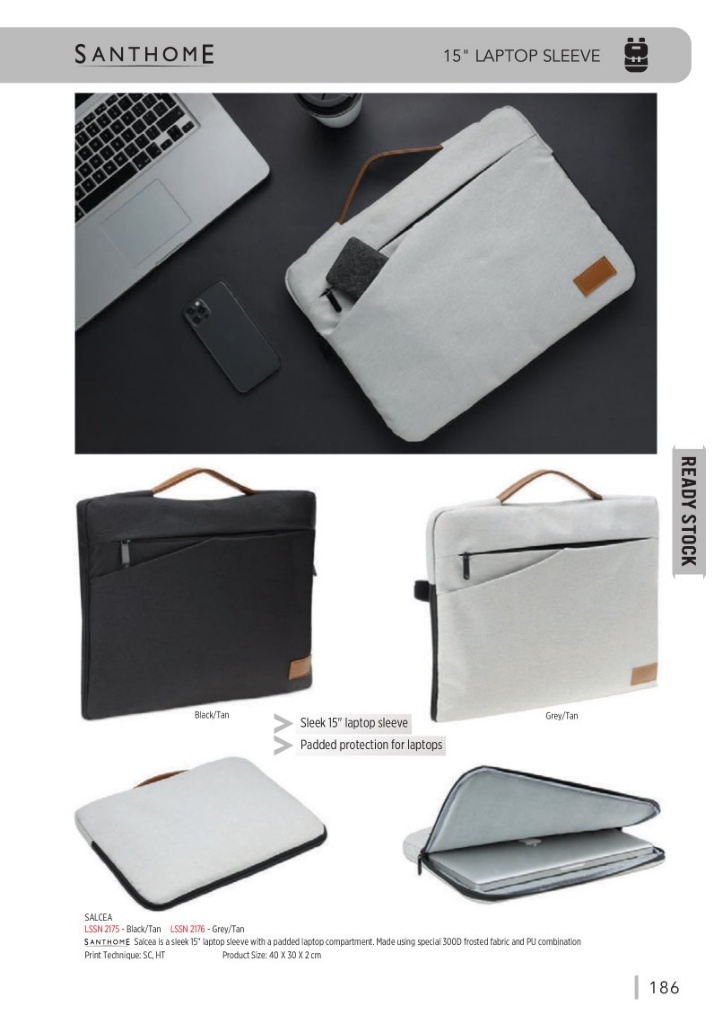 SANTHOME
15" LAPTOP SLEEVE
READY STOCK
Black/Tan
Grey/Tan
Sleek 15" laptop sleeve
Padded protection for laptops
SALCEA
LSSN 2175 - Black/Tan LSSN 2176 - Grey/Tan
SANTHOME Salcea is a sleek 15" laptop sleeve with a padded laptop compartment. Made using special 300D frosted fabric and PU combination
Print Technique: SC, HT Product Size: 40 X 30 X 2 cm
186